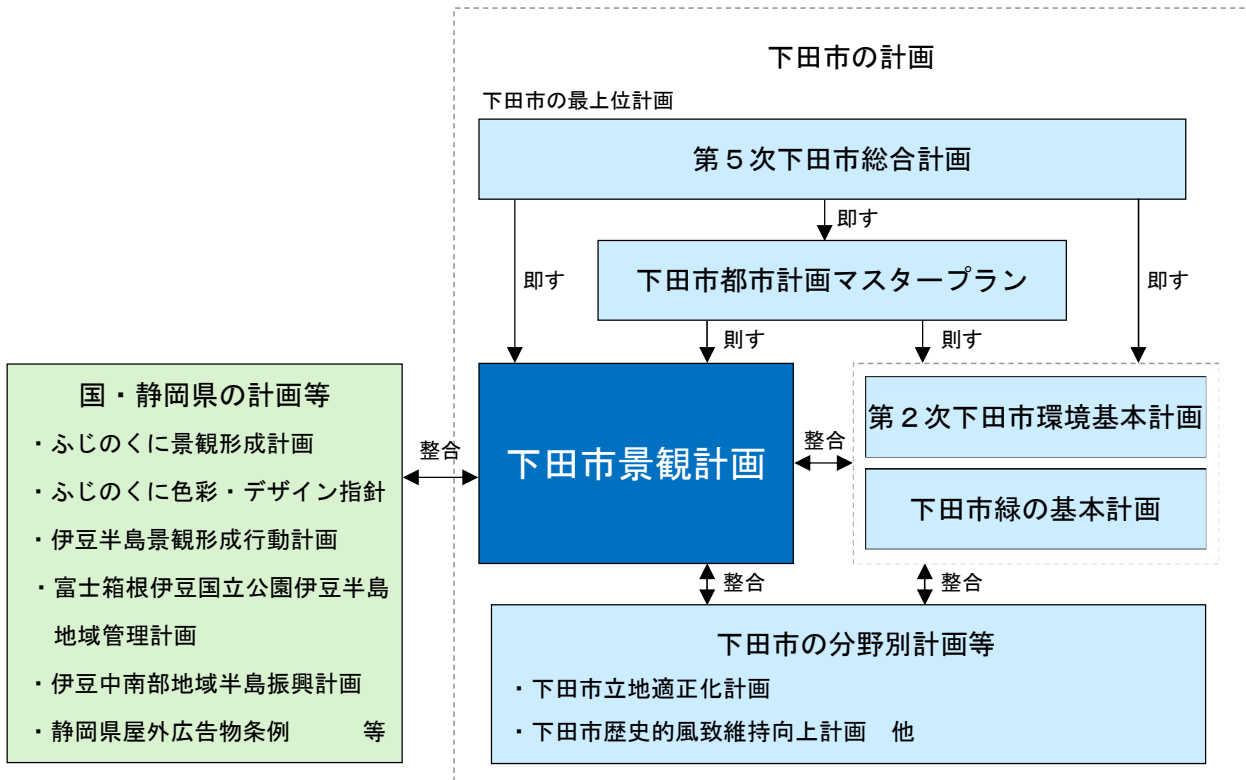 下田市の計画
下田市の最上位計画
第５次下田市総合計画
即す
即す
即す
下田市都市計画マスタープラン
則す
則す
国・静岡県の計画等
・ふじのくに景観形成計画
・ふじのくに色彩・デザイン指針
・伊豆半島景観形成行動計画
・富士箱根伊豆国立公園伊豆半島
地域管理計画
・伊豆中南部地域半島振興計画
・静岡県屋外広告物条例　等
整合
下田市景観計画
整合
第２次下田市環境基本計画
下田市緑の基本計画
整合
整合
下田市の分野別計画等
・下田市立地適正化計画
・下田市歴史的風致維持向上計画　他